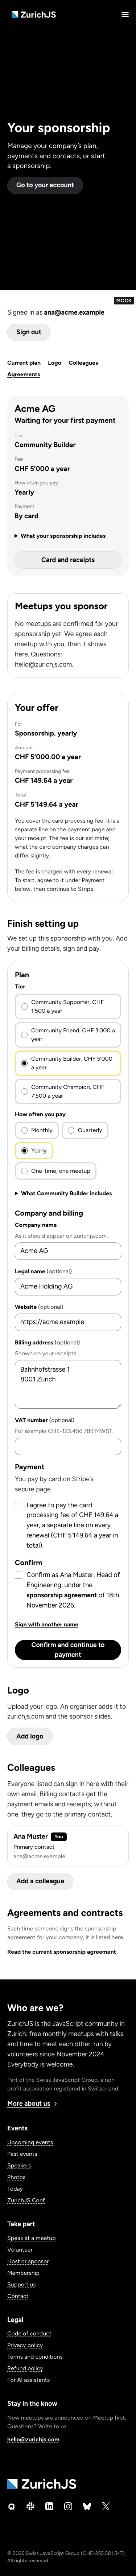 ZurichJS
Your sponsorship
Manage your company's plan,
payments and contacts, or start
a sponsorship.
Go to your account
MOCK
Signed in as ana@acme.example
Sign out
Current plan Logo Colleagues
Agreements
Acme AG
Waiting for your first payment
Tier
Community Builder
Fee
CHF 5'000 a year
How often you pay
Yearly
Payment
By card
What your sponsorship includes
Card and receipts
Meetups you sponsor
No meetups are confirmed for your
sponsorship yet. We agree each
meetup with you, then it shows
here. Questions:
hello@zurichjs.com.
Your offer
For
Sponsorship, yearly
Amount
CHF 5'000.00 a year
Payment processing fee
CHF 149.64 a year
Total
CHF 5'149.64 a year
You cover the card processing fee: it is a
separate line on the payment page and
your receipt. The fee is our estimate;
what the card company charges can
differ slightly.
The fee is charged with every renewal.
To start, agree to it under Payment
below, then continue to Stripe.
Finish setting up
We set up this sponsorship with you. Add
your billing details, sign and pay.
Plan
Tier
Community Supporter, CHF
1'500 a year
Community Friend, CHF 3'000 a
year
Community Builder, CHF 5'000
a year
Community Champion, CHF
7'500 a year
How often you pay
Monthly Quarterly
Yearly
One-time, one meetup
What Community Builder includes
Company and billing
Company name
As it should appear on zurichjs.com.
Acme AG
Legal name (optional)
Acme Holding AG
Website (optional)
https://acme.example
Billing address (optional)
Shown on your receipts.
Bahnhofstrasse 1
8001 Zurich
VAT number (optional)
For example CHE-123.456.789 MWST.
Payment
You pay by card on Stripe's
secure page.
I agree to pay the card
processing fee of CHF 149.64 a
year, a separate line on every
renewal (CHF 5'149.64 a year in
total).
Confirm
Confirm as Ana Muster, Head of
Engineering, under the
sponsorship agreement of 18th
November 2026.
Sign with another name
Confirm and continue to
payment
Logo
Upload your logo. An organiser adds it to
zurichjs.com and the sponsor slides.
Add logo
Colleagues
Everyone listed can sign in here with their
own email. Billing contacts get the
payment emails and receipts; without
one, they go to the primary contact.
Ana Muster You
Primary contact
ana@acme.example
Add a colleague
Agreements and contracts
Each time someone signs the sponsorship
agreement for your company, it is listed here.
Read the current sponsorship agreement
Who are we?
ZurichJS is the JavaScript community in
Zurich: free monthly meetups with talks
and time to meet each other, run by
volunteers since November 2024.
Everybody is welcome.
Part of the Swiss JavaScript Group, a non-
profit association registered in Switzerland.
More about us
Events
Upcoming events
Past events
Speakers
Photos
Today
ZurichJS Conf
Take part
Speak at a meetup
Volunteer
Host or sponsor
Membership
Support us
Contact
Legal
Code of conduct
Privacy policy
Terms and conditions
Refund policy
For AI assistants
Stay in the know
New meetups are announced on Meetup first.
Questions? Write to us.
hello@zurichjs.com
ZurichJS
© 2026 Swiss JavaScript Group (CHE-255.581.547).
All rights reserved.